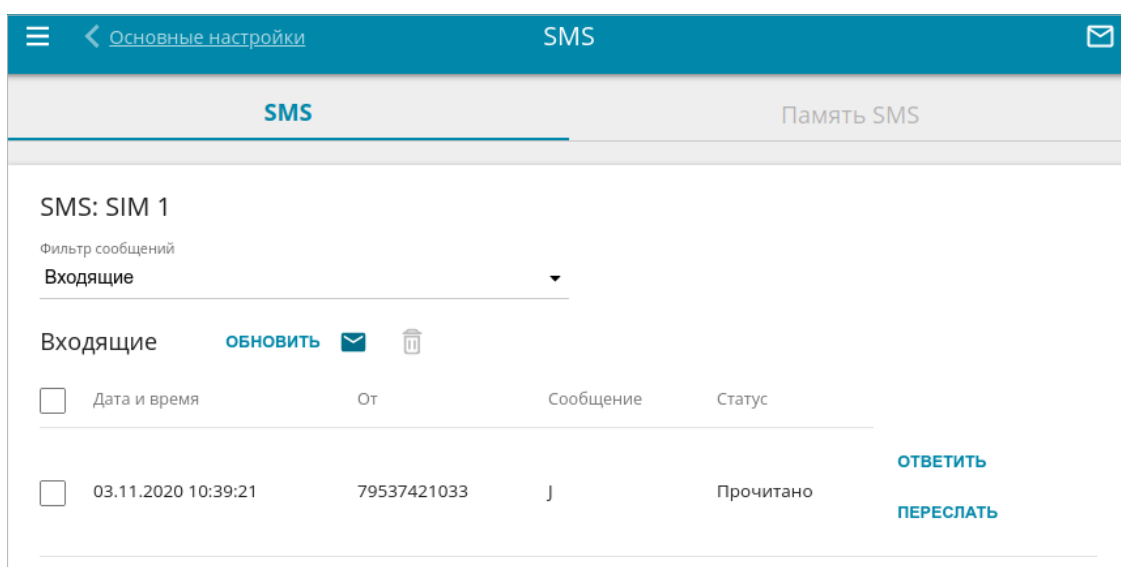 Основные настройки SMS
SMS Память SMS
SMS: SIM 1
Фильтр сообщений
Входящие
Входящие ОБНОВИТЬ
Дата и время От Сообщение Статус
ОТВЕТИТЬ
03.11.2020 10:39:21 79537421033 J Прочитано
ПЕРЕСЛАТЬ